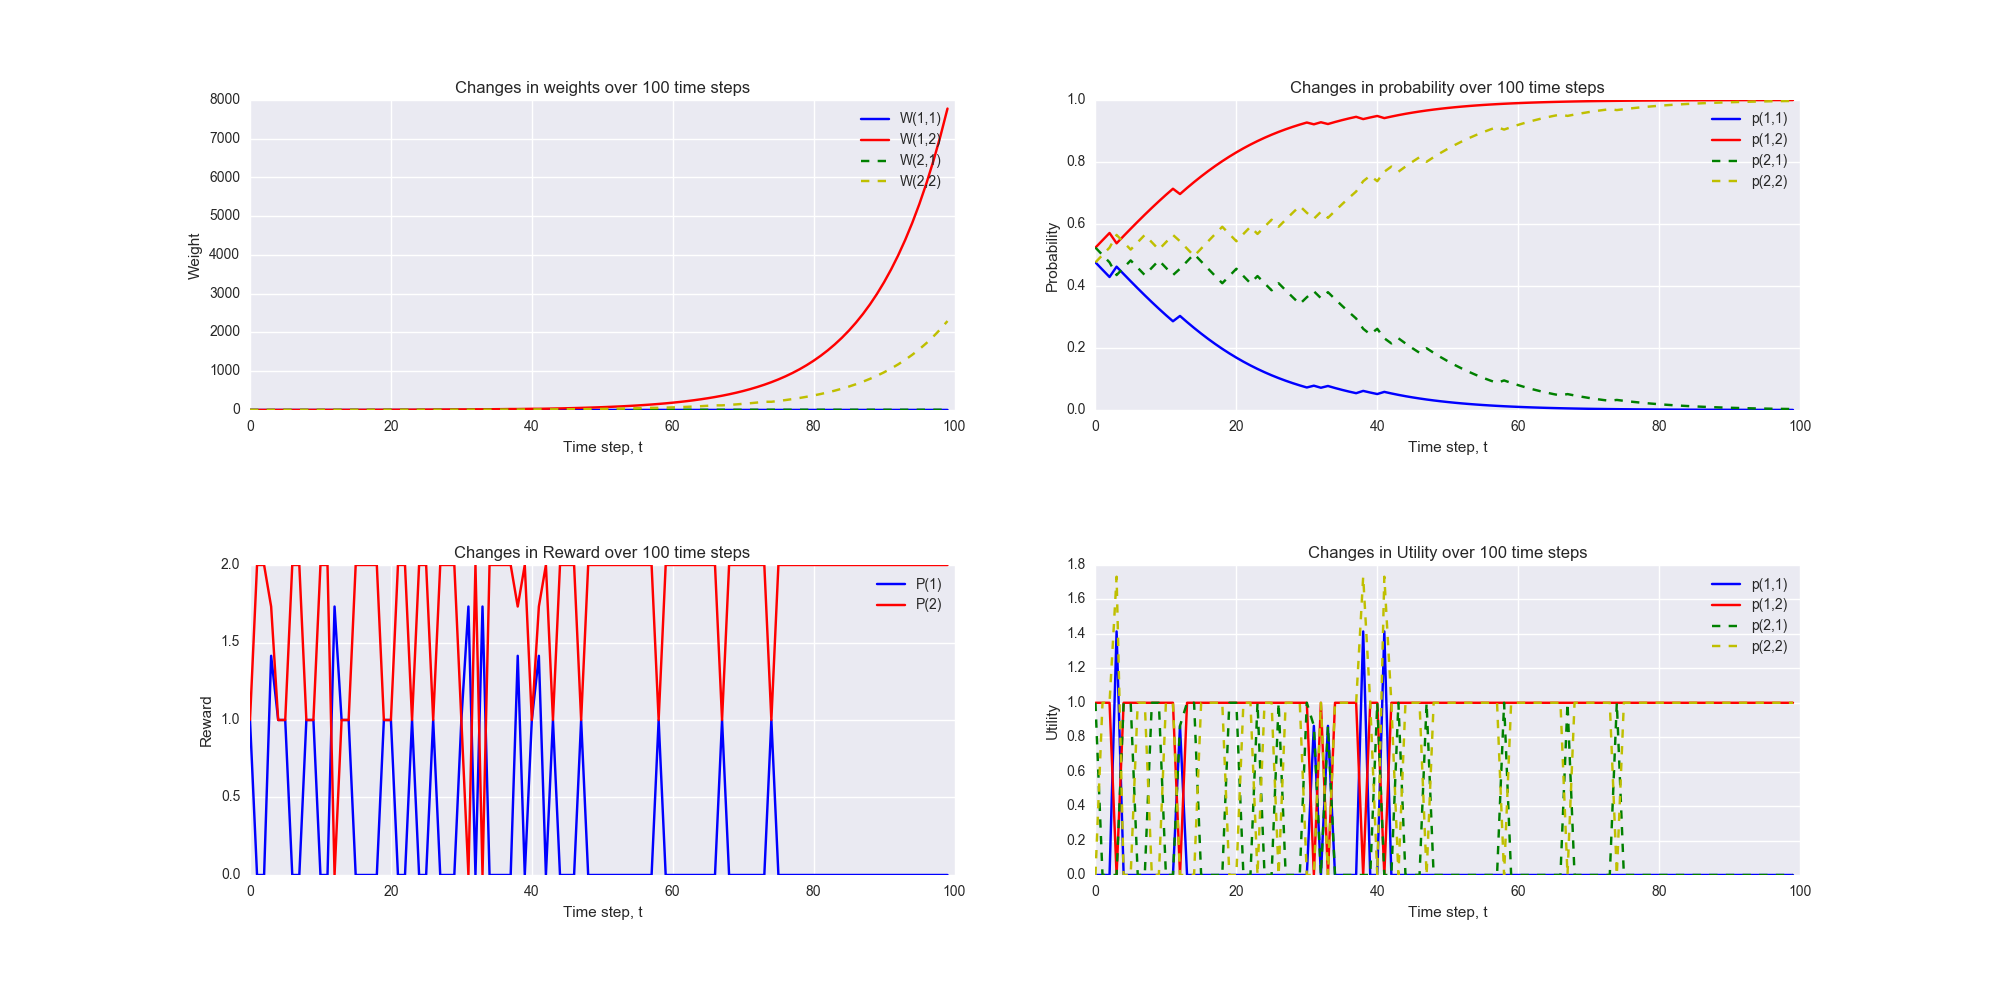 Changes in weights over 100 time steps
8000
7000
6000
5000
4000
3000
2000
1000
0
Weight
0 20 40 60 80 100
Time step, t
W(1,1)
W(1,2)
W(2,1)
W(2,2)
Changes in probability over 100 time steps
1.0
0.8
0.6
0.4
0.2
0.0
Probability
0 20 40 60 80 100
Time step, t
p(1,1)
p(1,2)
p(2,1)
p(2,2)
Changes in Reward over 100 time steps
2.0
1.5
1.0
0.5
0.0
Reward
0 20 40 60 80 100
Time step, t
P(1)
P(2)
Changes in Utility over 100 time steps
1.8
1.6
1.4
1.2
1.0
0.8
0.6
0.4
0.2
0.0
Utility
0 20 40 60 80 100
Time step, t
p(1,1)
p(1,2)
p(2,1)
p(2,2)